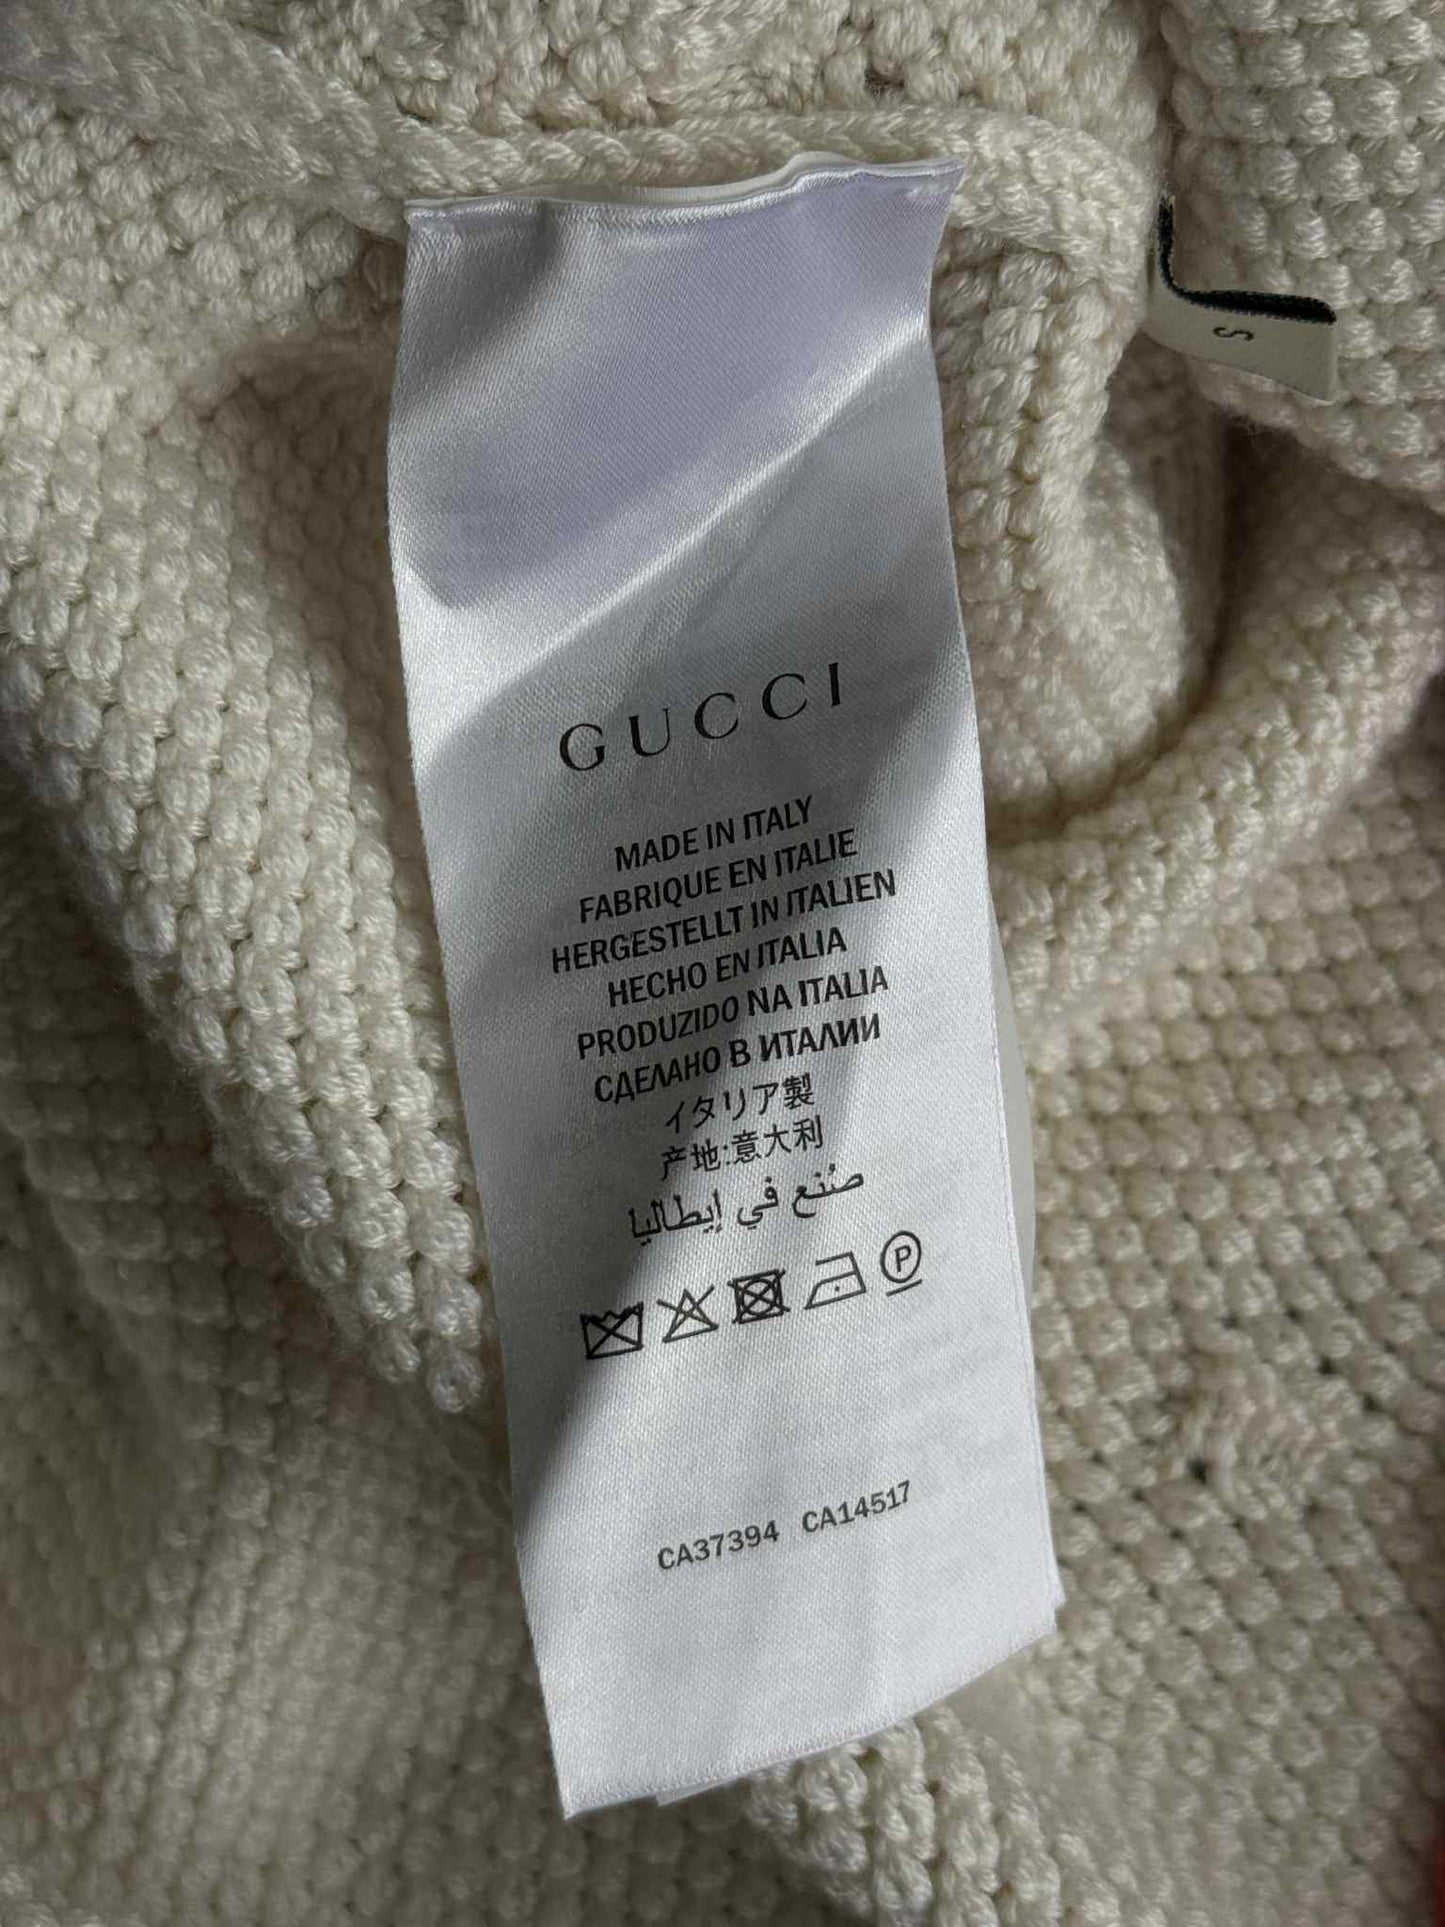 S
GUCCI
MADE IN ITALY
FABRIQUE EN ITALIE
HERGESTELLT IN ITALIEN
HECHO EN ITALIA
PRODUZIDO NA ITALIA
СДЕЛАНО В ИТАЛИИ
イタリア製
产地:意大利
صُنع في إيطاليا
P
CA37394 CA14517